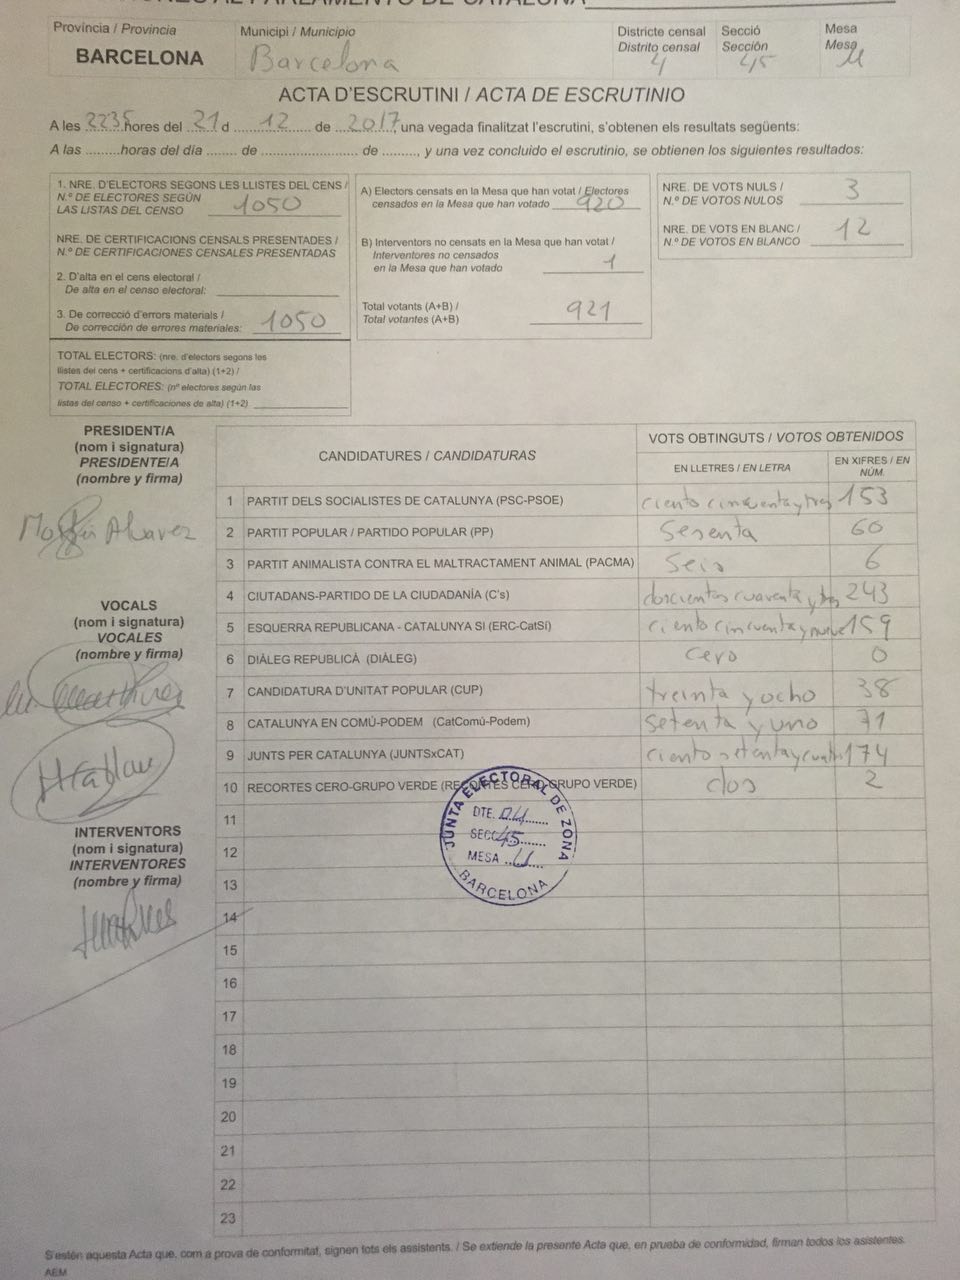 Província / Provincia
BARCELONA
Municipi / Municipio
Barcelona
Districte censal
Distrito censal
4
Secció
Sección
45
Mesa
Mesa
U
ACTA D'ESCRUTINI / ACTA DE ESCRUTINIO
A les 2235 hores del 21 d 12 de 2017, una vegada finalitzat l'escrutini, s'obtenen els resultats següents:
A las .........horas del día ....... de ....................... de ........, y una vez concluido el escrutinio, se obtienen los siguientes resultados:
1. NRE. D'ELECTORS SEGONS LES LLISTES DEL CENS /
N.º DE ELECTORES SEGÚN
LAS LISTAS DEL CENSO 1050
NRE. DE CERTIFICACIONS CENSALS PRESENTADES /
N.º DE CERTIFICACIONES CENSALES PRESENTADAS
2. D'alta en el cens electoral /
De alta en el censo electoral:
3. De correcció d'errors materials /
De corrección de errores materiales: 1050
TOTAL ELECTORS: (nre. d'electors segons les
llistes del cens + certificacions d'alta) (1+2) /
TOTAL ELECTORES: (nº electores según las
listas del censo + certificaciones de alta) (1+2)
A) Electors censats en la Mesa que han votat / Electores
censados en la Mesa que han votado 920
B) Interventors no censats en la Mesa que han votat /
Interventores no censados
en la Mesa que han votado 1
Total votants (A+B) /
Total votantes (A+B) 921
NRE. DE VOTS NULS /
N.º DE VOTOS NULOS 3
NRE. DE VOTS EN BLANC /
N.º DE VOTOS EN BLANCO 12
PRESIDENT/A
(nom i signatura)
PRESIDENTE/A
(nombre y firma)
Alvarez
VOCALS
(nom i signatura)
VOCALES
(nombre y firma)
INTERVENTORS
(nom i signatura)
INTERVENTORES
(nombre y firma)
CANDIDATURES / CANDIDATURAS
VOTS OBTINGUTS / VOTOS OBTENIDOS
EN LLETRES / EN LETRA
EN XIFRES / EN NÚM.
1 PARTIT DELS SOCIALISTES DE CATALUNYA (PSC-PSOE) ciento cincuenta y tres 153
2 PARTIT POPULAR / PARTIDO POPULAR (PP) Sesenta 60
3 PARTIT ANIMALISTA CONTRA EL MALTRACTAMENT ANIMAL (PACMA) Seis 6
4 CIUTADANS-PARTIDO DE LA CIUDADANÍA (C's) doscientos cuarenta y tres 243
5 ESQUERRA REPUBLICANA - CATALUNYA SI (ERC-CatSí) ciento cincuenta y nueve 159
6 DIÀLEG REPUBLICÀ (DIÀLEG) cero 0
7 CANDIDATURA D'UNITAT POPULAR (CUP) treinta y ocho 38
8 CATALUNYA EN COMÚ-PODEM (CatComú-Podem) setenta y uno 71
9 JUNTS PER CATALUNYA (JUNTSxCAT) ciento setenta y cuatro 174
10 RECORTES CERO-GRUPO VERDE (RECORTES CERO-GRUPO VERDE) dos 2
11
12
13
14
15
16
17
18
19
20
21
22
23
JUNTA ELECTORAL DE ZONA
DTE. 04
SECC 45
MESA U
BARCELONA
S'estén aquesta Acta que, com a prova de conformitat, signen tots els assistents. / Se extiende la presente Acta que, en prueba de conformidad, firman todos los asistentes.
AEM